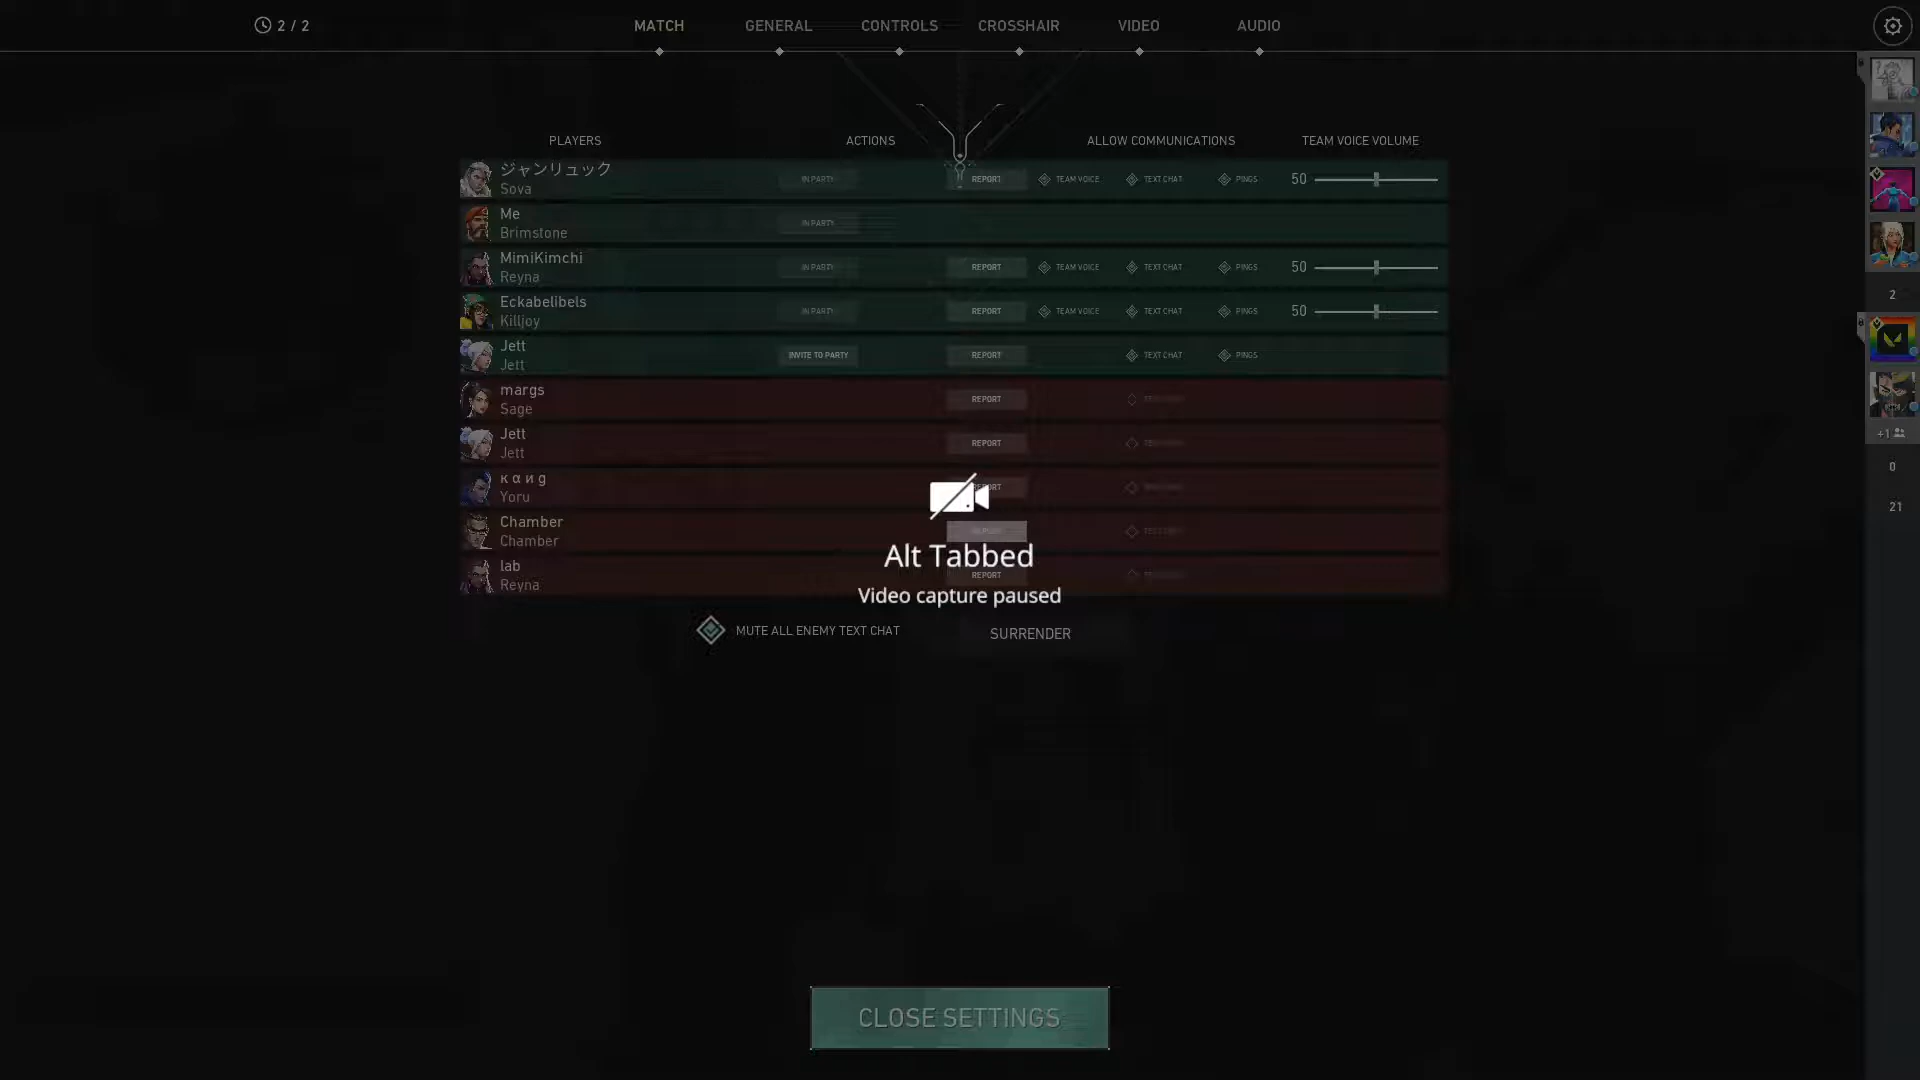 2 / 2
MATCH
GENERAL
CONTROLS
CROSSHAIR
VIDEO
AUDIO
PLAYERS
ACTIONS
ALLOW COMMUNICATIONS
TEAM VOICE VOLUME
ジャンリュック
Sova
IN PARTY
REPORT
TEAM VOICE
TEXT CHAT
PINGS
50
Me
Brimstone
IN PARTY
MimiKimchi
Reyna
IN PARTY
REPORT
TEAM VOICE
TEXT CHAT
PINGS
50
Eckabelibels
Killjoy
IN PARTY
REPORT
TEAM VOICE
TEXT CHAT
PINGS
50
Jett
Jett
INVITE TO PARTY
REPORT
TEXT CHAT
PINGS
margs
Sage
REPORT
Jett
Jett
REPORT
к α и g
Yoru
Chamber
Chamber
lab
Reyna
REPORT
Alt Tabbed
Video capture paused
MUTE ALL ENEMY TEXT CHAT
SURRENDER
CLOSE SETTINGS
2
+1
0
21